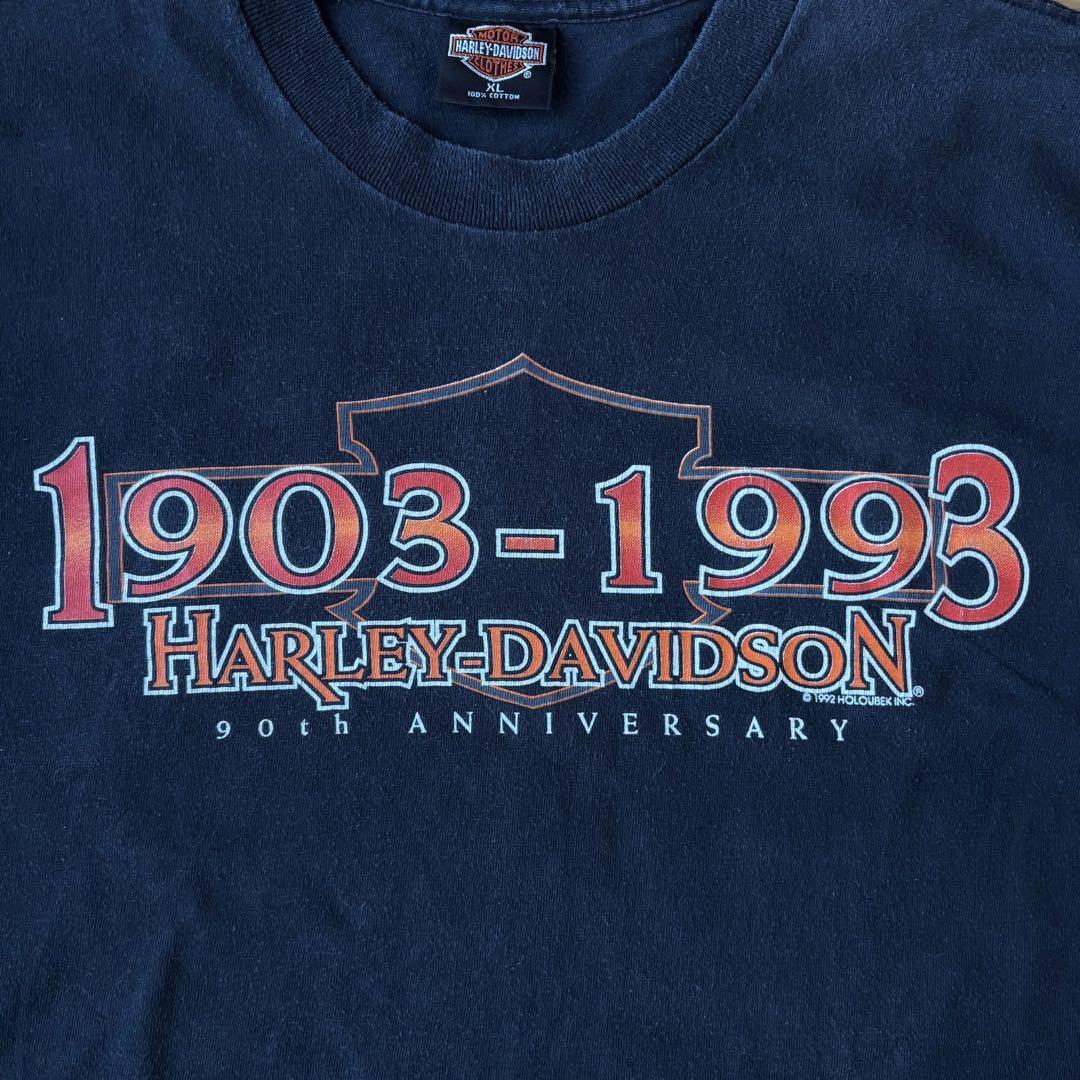 MOTOR
HARLEY-DAVIDSON
CLOTHES
®
XL
100% COTTON
1903-1993
HARLEY-DAVIDSON®
© 1992 HOLOUBEK INC.
90th ANNIVERSARY